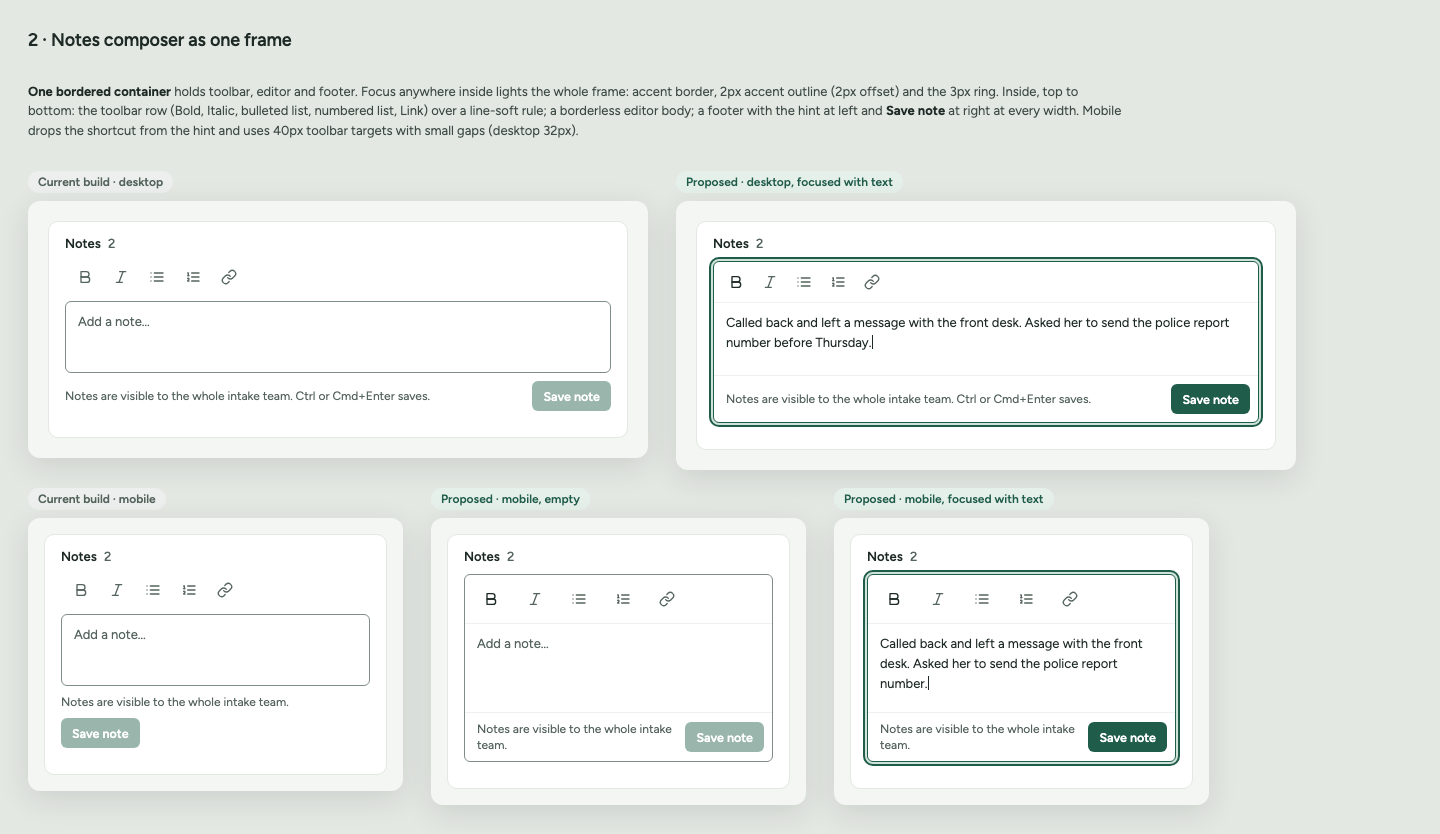 2 · Notes composer as one frame
One bordered container holds toolbar, editor and footer. Focus anywhere inside lights the whole frame: accent border, 2px accent outline (2px offset) and the 3px ring. Inside, top to
bottom: the toolbar row (Bold, Italic, bulleted list, numbered list, Link) over a line-soft rule; a borderless editor body; a footer with the hint at left and Save note at right at every width. Mobile
drops the shortcut from the hint and uses 40px toolbar targets with small gaps (desktop 32px).
Current build · desktop
Notes 2
B I
Add a note...
Notes are visible to the whole intake team. Ctrl or Cmd+Enter saves.
Save note
Proposed · desktop, focused with text
Notes 2
B I
Called back and left a message with the front desk. Asked her to send the police report
number before Thursday.
Notes are visible to the whole intake team. Ctrl or Cmd+Enter saves.
Save note
Current build · mobile
Notes 2
B I
Add a note...
Notes are visible to the whole intake team.
Save note
Proposed · mobile, empty
Notes 2
B I
Add a note...
Notes are visible to the whole intake
team.
Save note
Proposed · mobile, focused with text
Notes 2
B I
Called back and left a message with the front
desk. Asked her to send the police report
number.
Notes are visible to the whole intake
team.
Save note